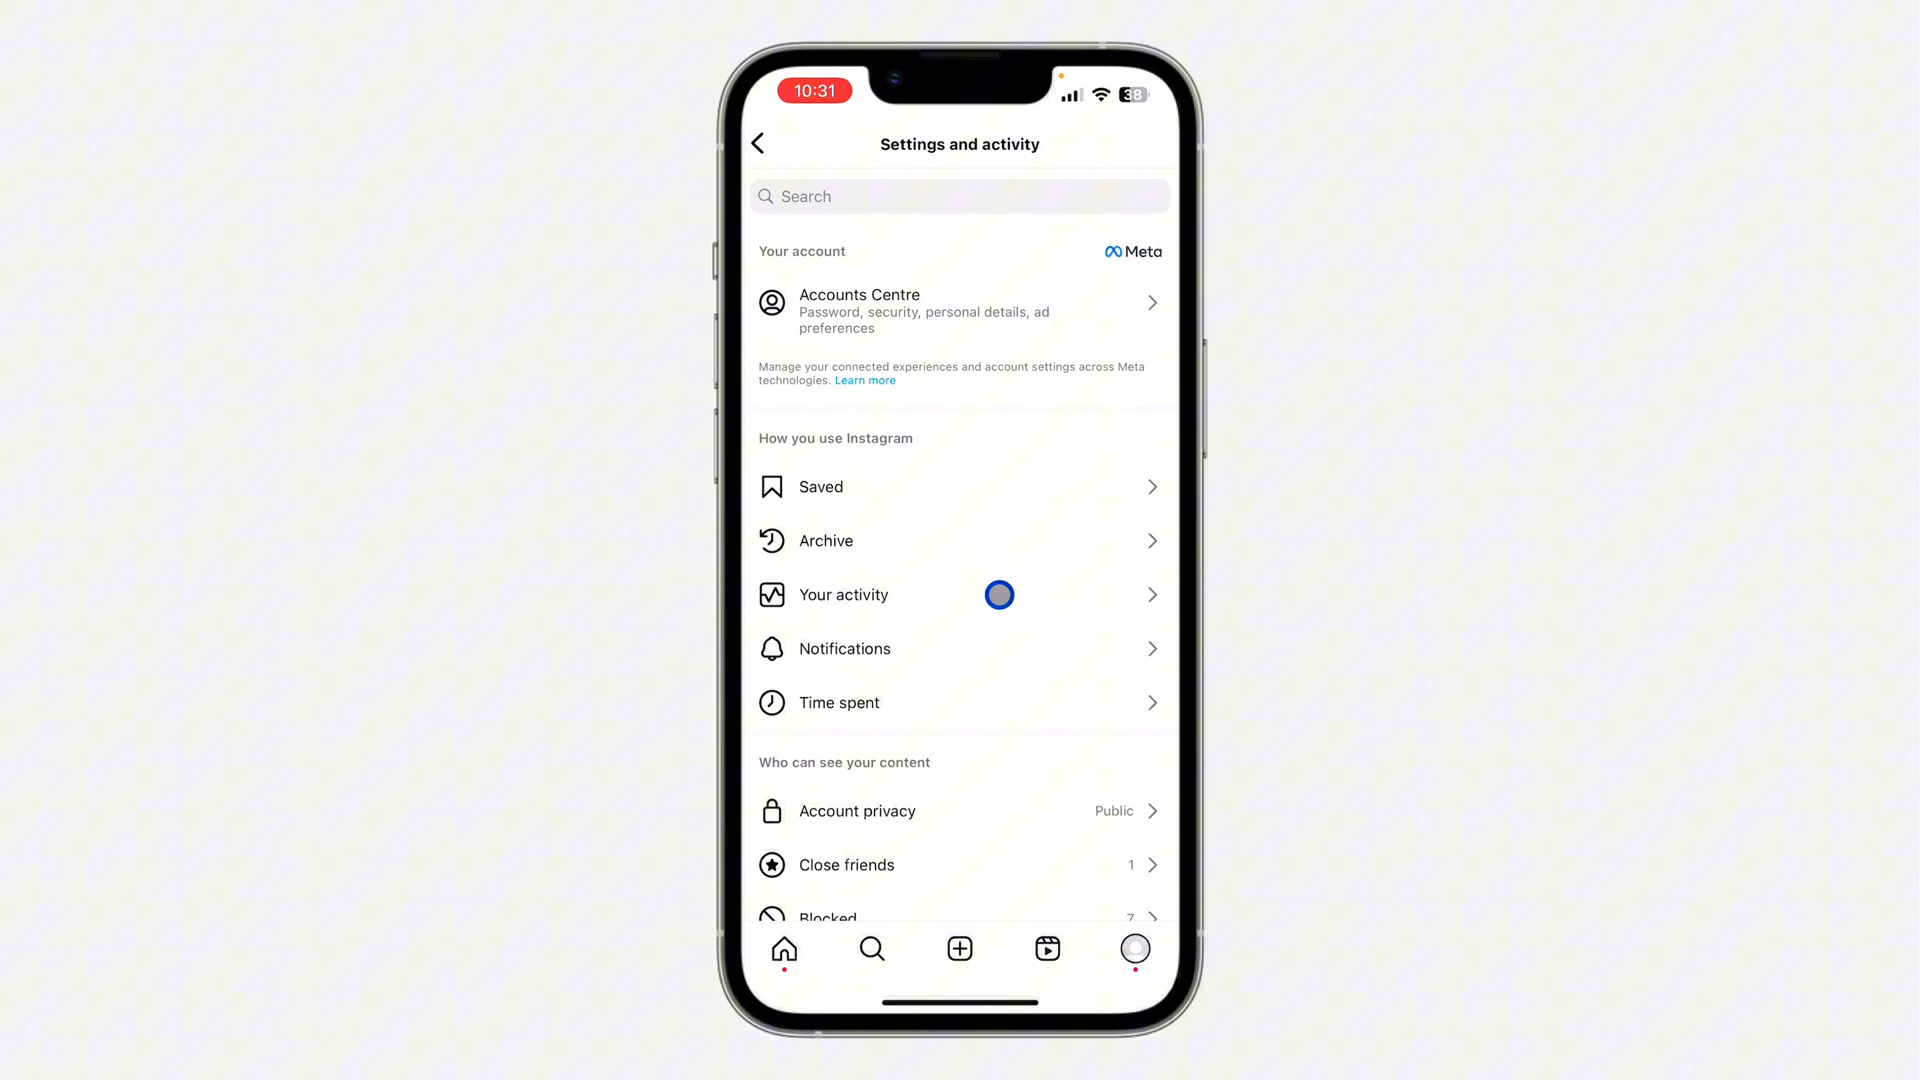 10:31
38
Settings and activity
Search
Your account
Meta
Accounts Centre
Password, security, personal details, ad
preferences
Manage your connected experiences and account settings across Meta
technologies. Learn more
How you use Instagram
Saved
Archive
Your activity
Notifications
Time spent
Who can see your content
Account privacy Public
Close friends 1
Blocked 7